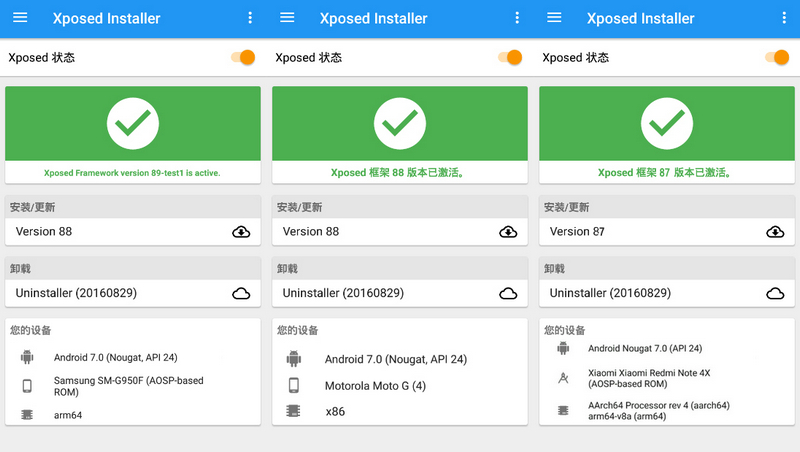 Xposed Installer
Xposed 状态
Xposed Framework version 89-test1 is active.
安装/更新
Version 88
卸载
Uninstaller (20160829)
您的设备
Android 7.0 (Nougat, API 24)
Samsung SM-G950F (AOSP-based
ROM)
arm64
Xposed Installer
Xposed 状态
Xposed 框架 88 版本已激活。
安装/更新
Version 88
卸载
Uninstaller (20160829)
您的设备
Android 7.0 (Nougat, API 24)
Motorola Moto G (4)
x86
Xposed Installer
Xposed 状态
Xposed 框架 87 版本已激活。
安装/更新
Version 87
卸载
Uninstaller (20160829)
您的设备
Android Nougat 7.0 (API 24)
Xiaomi Xiaomi Redmi Note 4X
(AOSP-based ROM)
AArch64 Processor rev 4 (aarch64)
arm64-v8a (arm64)